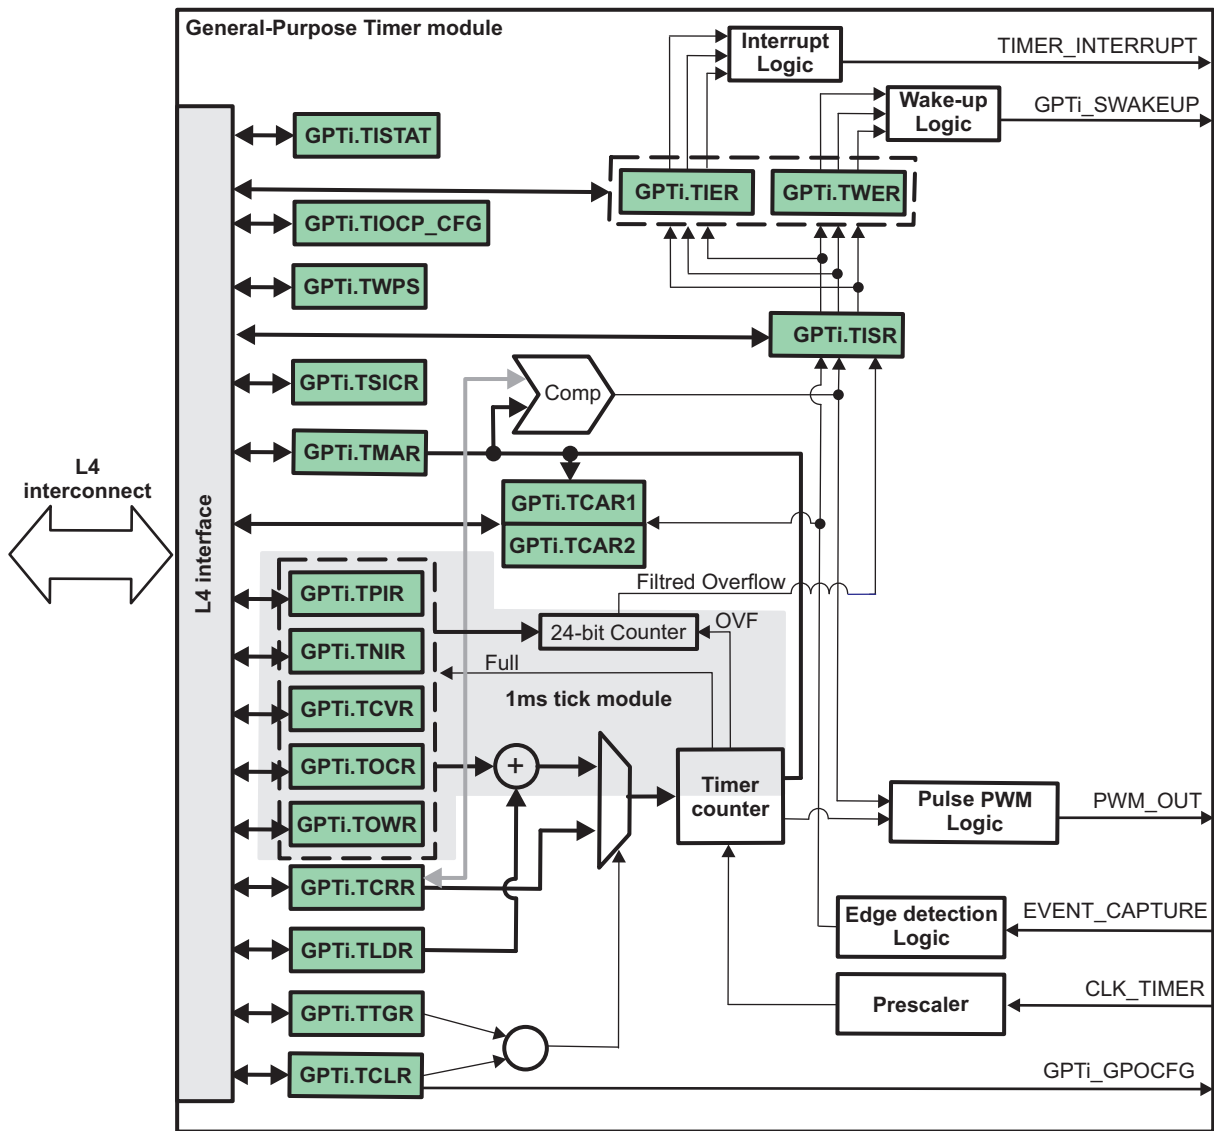 General-Purpose Timer module
Interrupt
Logic
TIMER_INTERRUPT
Wake-up
Logic
GPTi_SWAKEUP
GPTi.TISTAT
GPTi.TIER
GPTi.TWER
GPTi.TIOCP_CFG
GPTi.TWPS
GPTi.TISR
GPTi.TSICR
Comp
GPTi.TMAR
L4
interconnect
L4 interface
GPTi.TCAR1
GPTi.TCAR2
GPTi.TPIR
Filtred Overflow
24-bit Counter
OVF
GPTi.TNIR
Full
1ms tick module
GPTi.TCVR
GPTi.TOCR
+
Timer
counter
Pulse PWM
Logic
PWM_OUT
GPTi.TOWR
GPTi.TCRR
Edge detection
Logic
EVENT_CAPTURE
GPTi.TLDR
Prescaler
CLK_TIMER
GPTi.TTGR
GPTi.TCLR
GPTi_GPOCFG